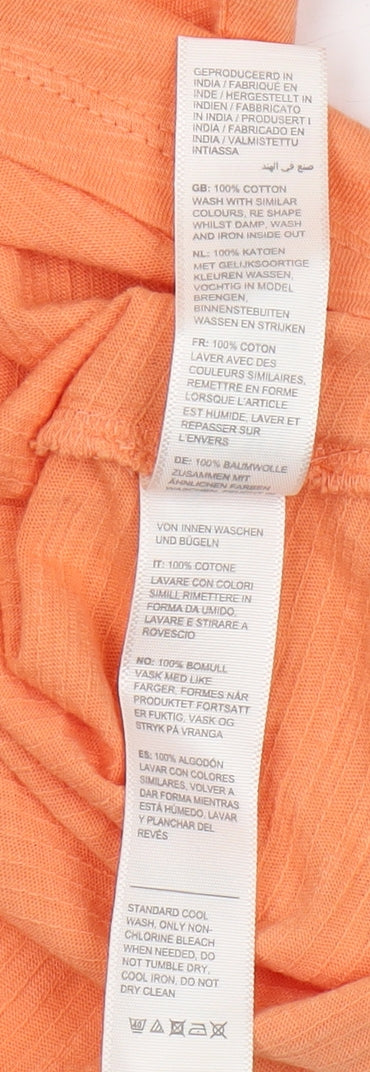 GEPRODUCEERD IN
INDIA / FABRIQUÉ EN
INDE / HERGESTELLT IN
INDIEN / FABBRICATO
IN INDIA / PRODUSERT I
INDIA / FABRICADO EN
INDIA / VALMISTETTU
INTIASSA
صنع في الهند
GB: 100% COTTON
WASH WITH SIMILAR
COLOURS, RE SHAPE
WHILST DAMP, WASH
AND IRON INSIDE OUT
NL: 100% KATOEN
MET GELIJKSOORTIGE
KLEUREN WASSEN,
VOCHTIG IN MODEL
BRENGEN,
BINNENSTEBUITEN
WASSEN EN STRIJKEN
FR: 100% COTON
LAVER AVEC DES
COULEURS SIMILAIRES,
REMETTRE EN FORME
LORSQUE L'ARTICLE
EST HUMIDE, LAVER ET
REPASSER SUR
L'ENVERS
DE: 100% BAUMWOLLE
ZUSAMMEN MIT
ÄHNLICHEN FARBEN
VON INNEN WASCHEN
UND BÜGELN
IT: 100% COTONE
LAVARE CON COLORI
SIMILI, RIMETTERE IN
FORMA DA UMIDO,
LAVARE E STIRARE A
ROVESCIO
NO: 100% BOMULL
VASK MED LIKE
FARGER, FORMES NÅR
PRODUKTET FORTSATT
ER FUKTIG, VASK OG
STRYK PÅ VRANGA
ES: 100% ALGODÓN
LAVAR CON COLORES
SIMILARES, VOLVER A
DAR FORMA MIENTRAS
ESTÁ HÚMEDO, LAVAR
Y PLANCHAR DEL
REVÉS
STANDARD COOL
WASH, ONLY NON-
CHLORINE BLEACH
WHEN NEEDED, DO
NOT TUMBLE DRY,
COOL IRON, DO NOT
DRY CLEAN
40